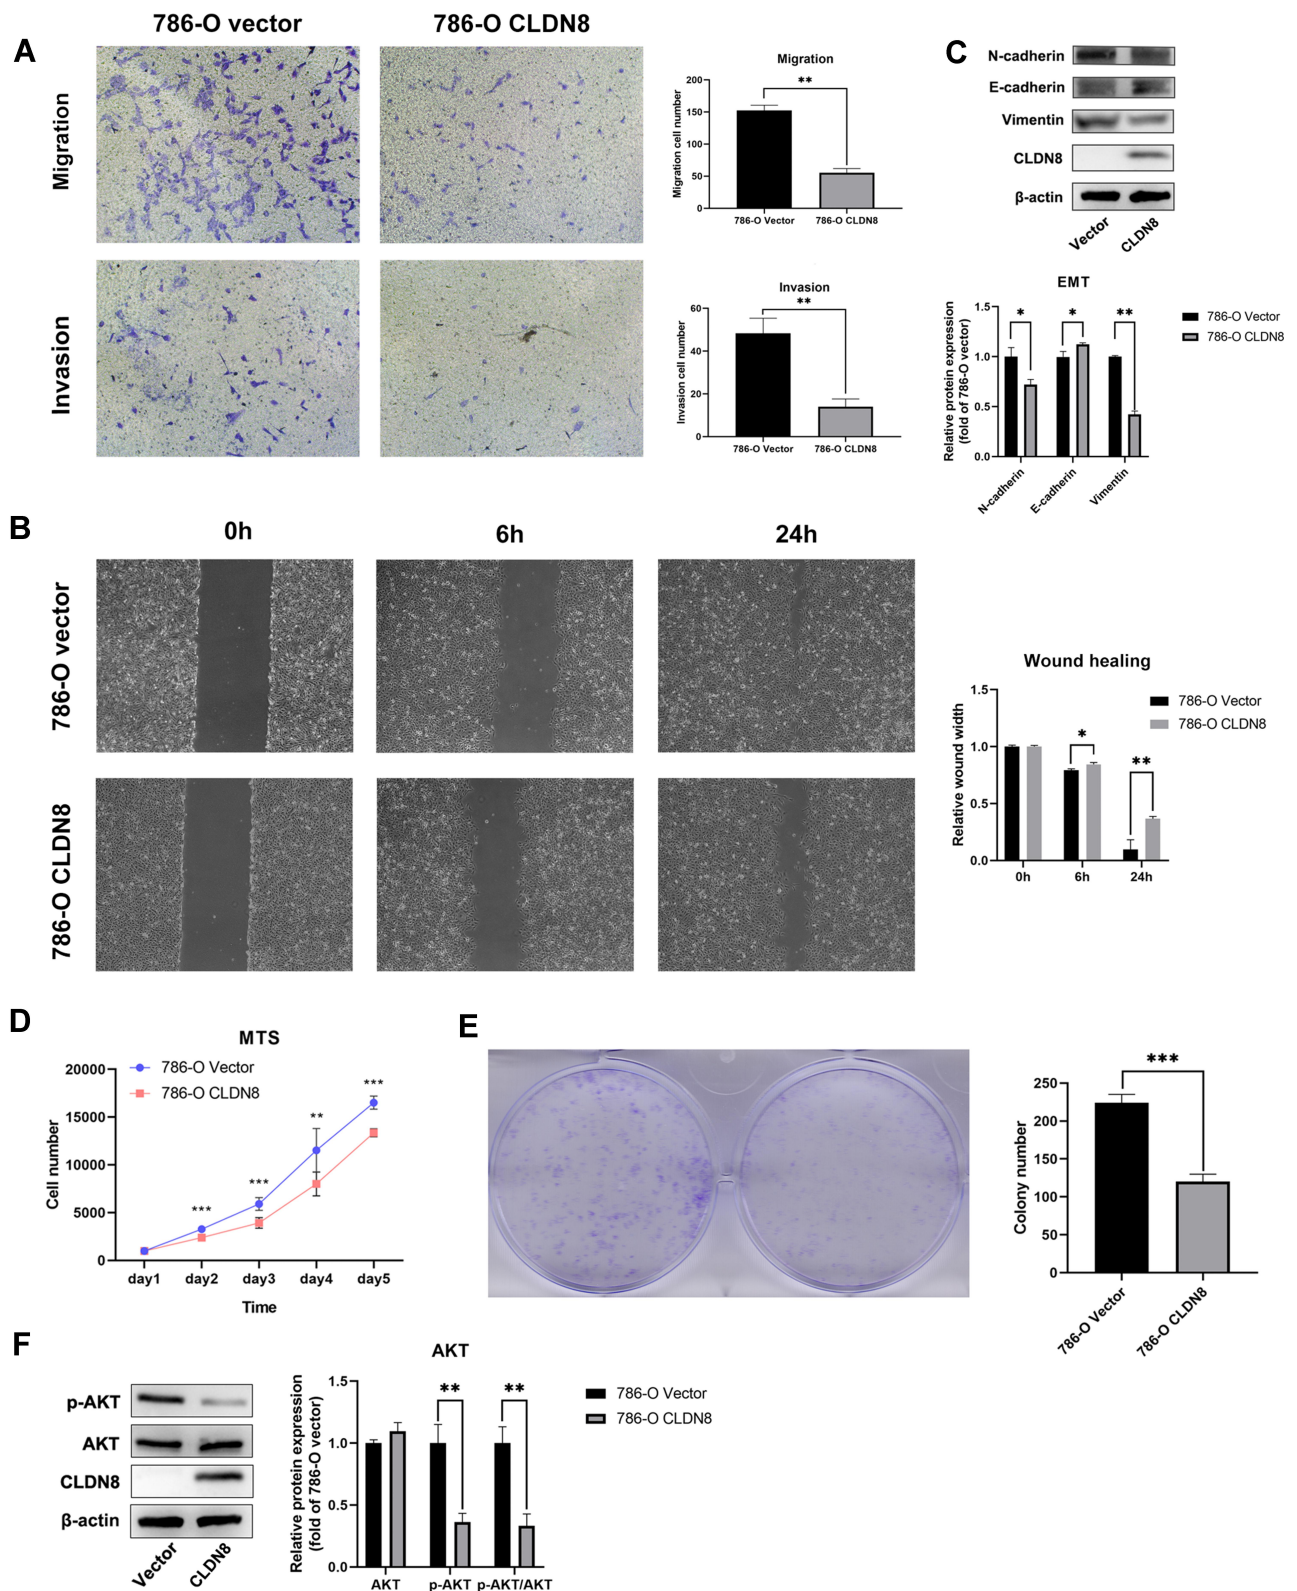 A
786-O vector
786-O CLDN8
Migration
Invasion
Migration
Migration cell number
200
150
100
50
0
**
786-O Vector
786-O CLDN8
Invasion
Invasion cell number
60
40
20
0
**
786-O Vector
786-O CLDN8
C
N-cadherin
E-cadherin
Vimentin
CLDN8
β-actin
Vector
CLDN8
EMT
Relative protein expression
(fold of 786-O vector)
1.5
1.0
0.5
0.0
*
*
**
N-cadherin
E-cadherin
Vimentin
786-O Vector
786-O CLDN8
B
0h
6h
24h
786-O vector
786-O CLDN8
Wound healing
Relative wound width
1.5
1.0
0.5
0.0
*
**
0h
6h
24h
786-O Vector
786-O CLDN8
D
MTS
786-O Vector
786-O CLDN8
Cell number
20000
15000
10000
5000
0
***
***
**
***
day1
day2
day3
day4
day5
Time
E
Colony number
250
200
150
100
50
0
***
786-O Vector
786-O CLDN8
F
p-AKT
AKT
CLDN8
β-actin
Vector
CLDN8
AKT
Relative protein expression
(fold of 786-O vector)
1.5
1.0
0.5
0.0
**
**
AKT
p-AKT
p-AKT/AKT
786-O Vector
786-O CLDN8